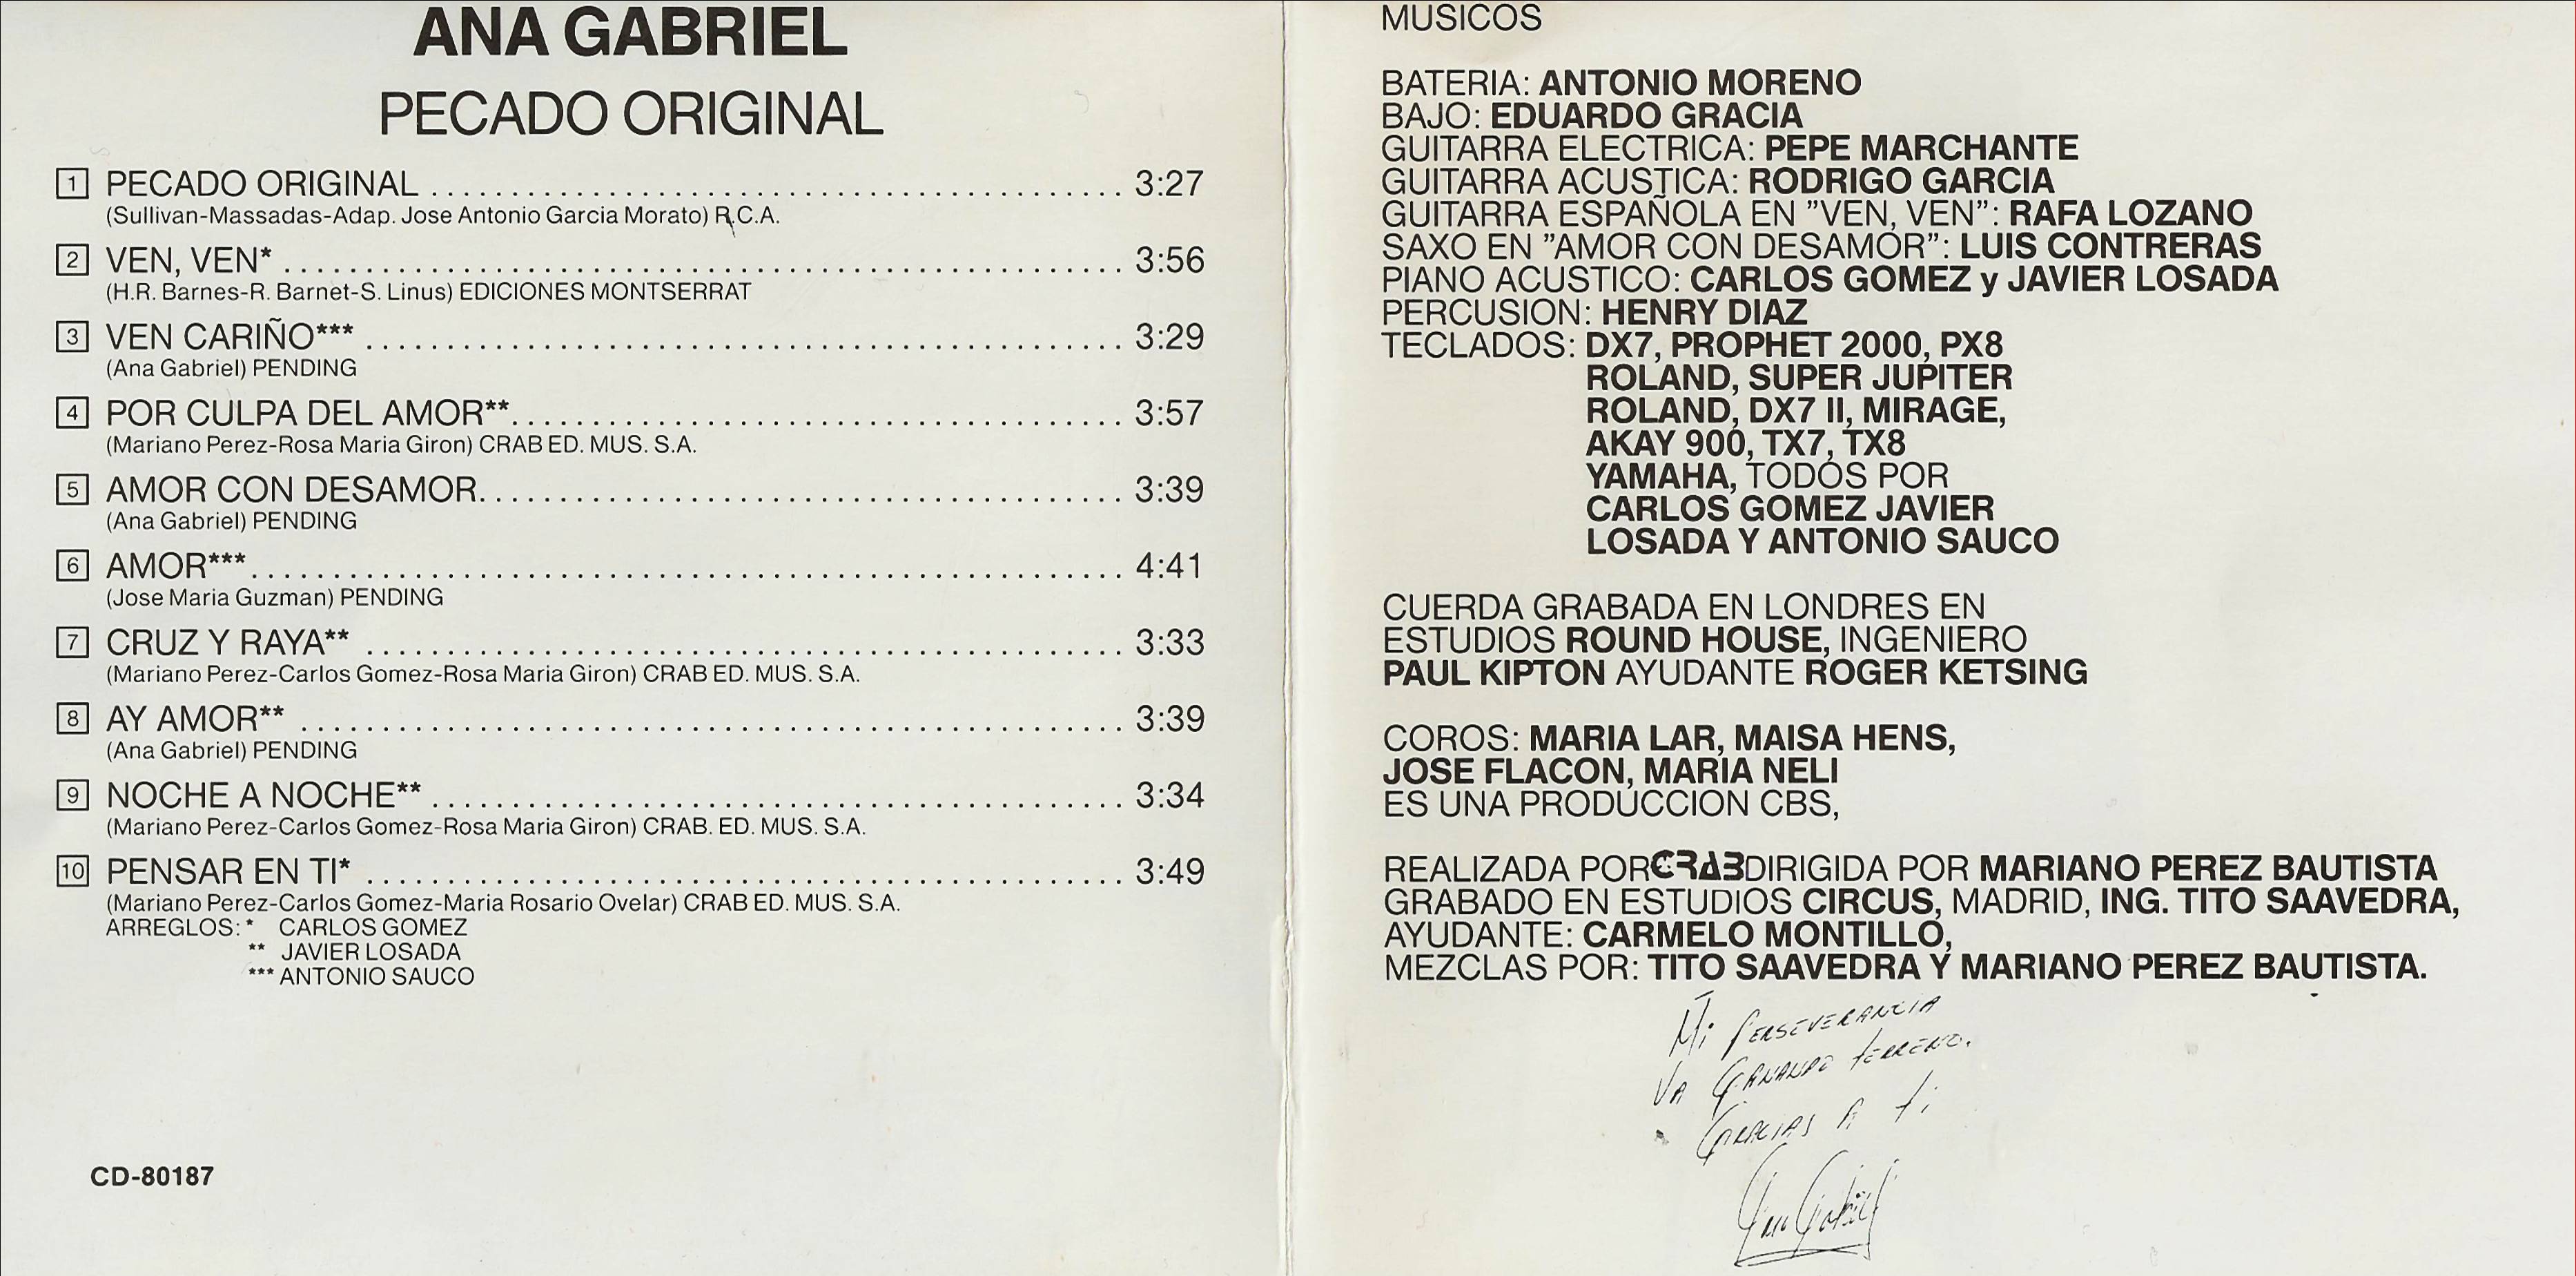 ANA GABRIEL
PECADO ORIGINAL
1 PECADO ORIGINAL 3:27
(Sullivan-Massadas-Adap. Jose Antonio Garcia Morato) R.C.A.
2 VEN, VEN* 3:56
(H.R. Barnes-R. Barnet-S. Linus) EDICIONES MONTSERRAT
3 VEN CARIÑO*** 3:29
(Ana Gabriel) PENDING
4 POR CULPA DEL AMOR** 3:57
(Mariano Perez-Rosa Maria Giron) CRAB ED. MUS. S.A.
5 AMOR CON DESAMOR 3:39
(Ana Gabriel) PENDING
6 AMOR*** 4:41
(Jose Maria Guzman) PENDING
7 CRUZ Y RAYA** 3:33
(Mariano Perez-Carlos Gomez-Rosa Maria Giron) CRAB ED. MUS. S.A.
8 AY AMOR** 3:39
(Ana Gabriel) PENDING
9 NOCHE A NOCHE** 3:34
(Mariano Perez-Carlos Gomez-Rosa Maria Giron) CRAB. ED. MUS. S.A.
10 PENSAR EN TI* 3:49
(Mariano Perez-Carlos Gomez-Maria Rosario Ovelar) CRAB ED. MUS. S.A.
ARREGLOS: * CARLOS GOMEZ
** JAVIER LOSADA
*** ANTONIO SAUCO
CD-80187
MUSICOS
BATERIA: ANTONIO MORENO
BAJO: EDUARDO GRACIA
GUITARRA ELECTRICA: PEPE MARCHANTE
GUITARRA ACUSTICA: RODRIGO GARCIA
GUITARRA ESPAÑOLA EN "VEN, VEN": RAFA LOZANO
SAXO EN "AMOR CON DESAMOR": LUIS CONTRERAS
PIANO ACUSTICO: CARLOS GOMEZ y JAVIER LOSADA
PERCUSION: HENRY DIAZ
TECLADOS: DX7, PROPHET 2000, PX8
ROLAND, SUPER JUPITER
ROLAND, DX7 II, MIRAGE,
AKAY 900, TX7, TX8
YAMAHA, TODOS POR
CARLOS GOMEZ JAVIER
LOSADA Y ANTONIO SAUCO
CUERDA GRABADA EN LONDRES EN
ESTUDIOS ROUND HOUSE, INGENIERO
PAUL KIPTON AYUDANTE ROGER KETSING
COROS: MARIA LAR, MAISA HENS,
JOSE FLACON, MARIA NELI
ES UNA PRODUCCION CBS,
REALIZADA POR CRAB DIRIGIDA POR MARIANO PEREZ BAUTISTA
GRABADO EN ESTUDIOS CIRCUS, MADRID, ING. TITO SAAVEDRA,
AYUDANTE: CARMELO MONTILLO,
MEZCLAS POR: TITO SAAVEDRA Y MARIANO PEREZ BAUTISTA.
Mi PERSEVERANCIA
VA GANANDO TERRENO.
GRACIAS A ti
Ana Gabriel